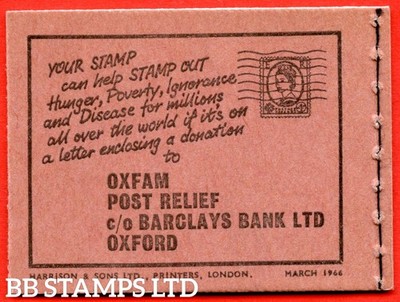 YOUR STAMP
can help STAMP OUT
Hunger, Poverty, Ignorance
and Disease for millions
all over the world if it's on
a letter enclosing a donation
to
OXFAM
POST RELIEF
c/o BARCLAYS BANK LTD
OXFORD
HARRISON & SONS LTD., PRINTERS, LONDON. MARCH 1966
BB STAMPS LTD